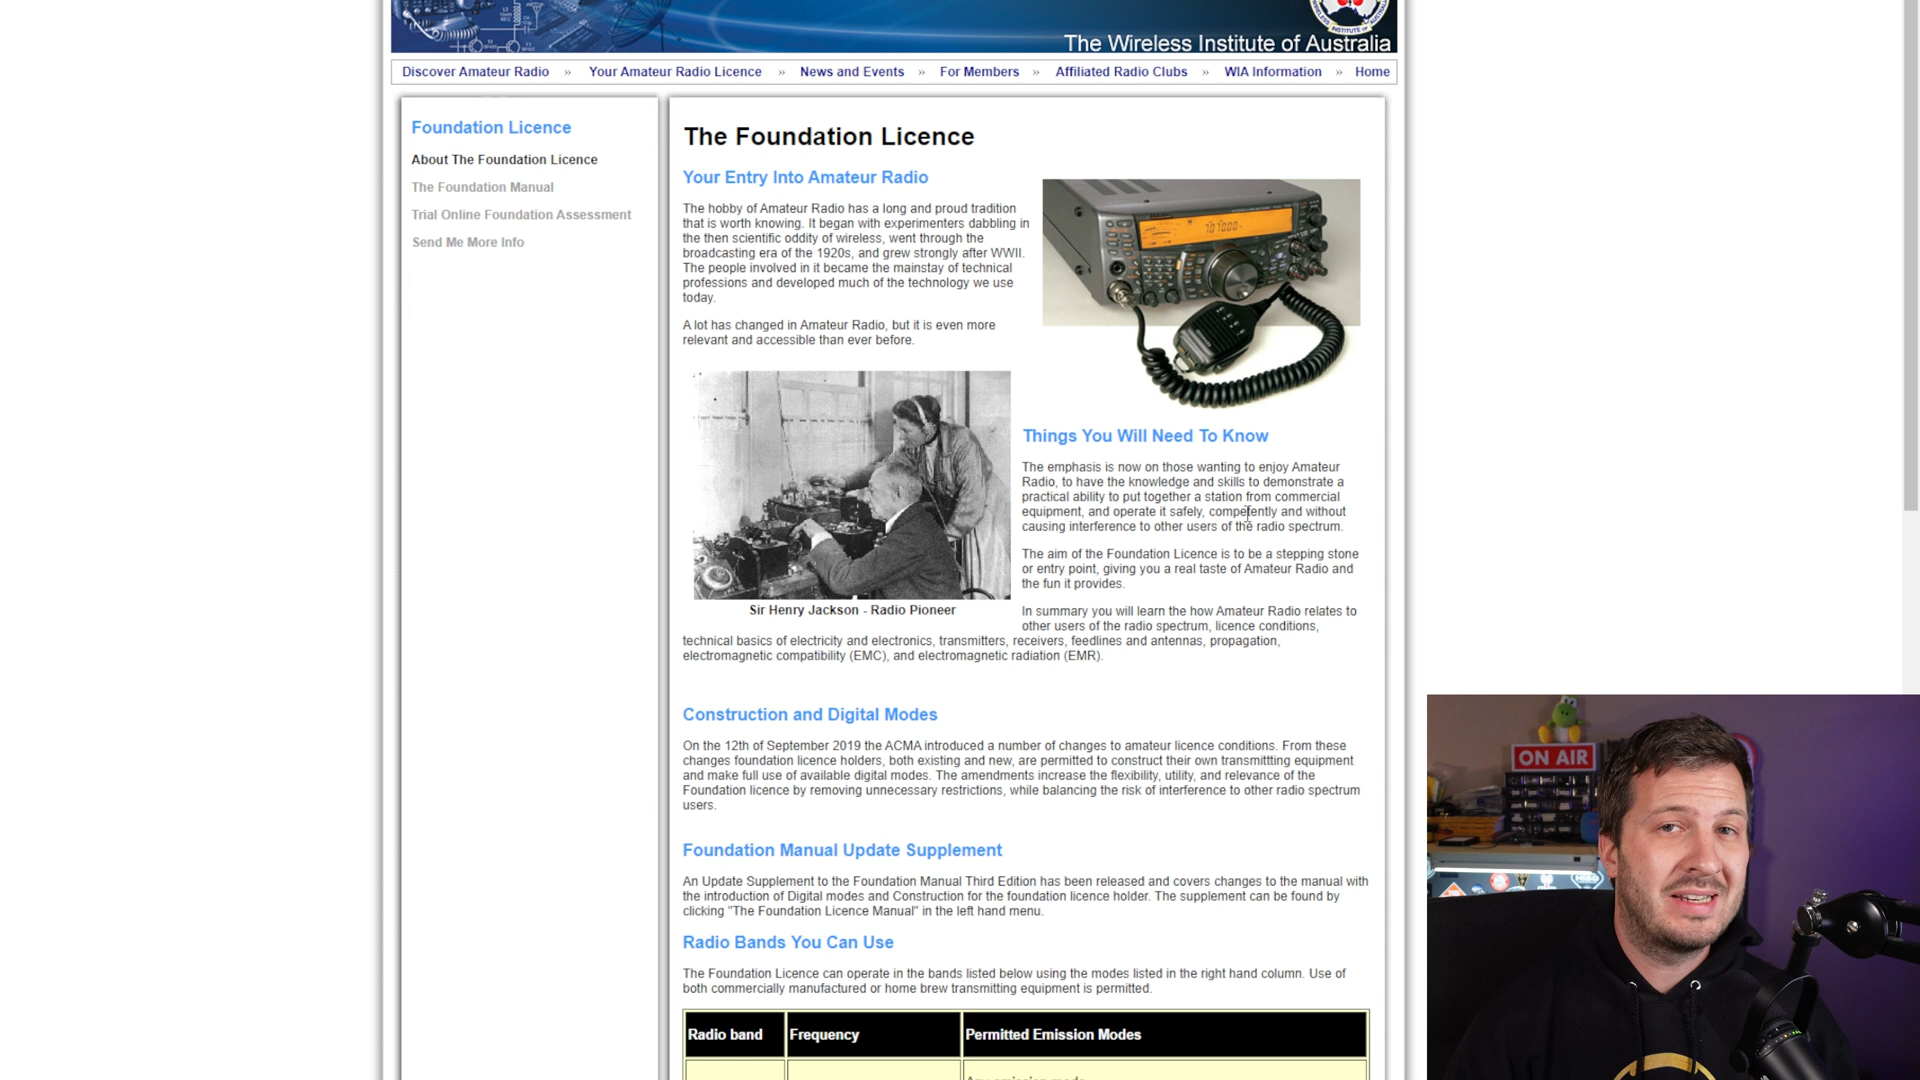 The Wireless Institute of Australia
Discover Amateur Radio » Your Amateur Radio Licence » News and Events » For Members » Affiliated Radio Clubs » WIA Information » Home
Foundation Licence
About The Foundation Licence
The Foundation Manual
Trial Online Foundation Assessment
Send Me More Info
The Foundation Licence
Your Entry Into Amateur Radio
The hobby of Amateur Radio has a long and proud tradition
that is worth knowing. It began with experimenters dabbling in
the then scientific oddity of wireless, went through the
broadcasting era of the 1920s, and grew strongly after WWII.
The people involved in it became the mainstay of technical
professions and developed much of the technology we use
today.
A lot has changed in Amateur Radio, but it is even more
relevant and accessible than ever before.
Sir Henry Jackson - Radio Pioneer
Things You Will Need To Know
The emphasis is now on those wanting to enjoy Amateur
Radio, to have the knowledge and skills to demonstrate a
practical ability to put together a station from commercial
equipment, and operate it safely, competently and without
causing interference to other users of the radio spectrum.
The aim of the Foundation Licence is to be a stepping stone
or entry point, giving you a real taste of Amateur Radio and
the fun it provides.
In summary you will learn the how Amateur Radio relates to
other users of the radio spectrum, licence conditions,
technical basics of electricity and electronics, transmitters, receivers, feedlines and antennas, propagation,
electromagnetic compatibility (EMC), and electromagnetic radiation (EMR).
Construction and Digital Modes
On the 12th of September 2019 the ACMA introduced a number of changes to amateur licence conditions. From these
changes foundation licence holders, both existing and new, are permitted to construct their own transmittting equipment
and make full use of available digital modes. The amendments increase the flexibility, utility, and relevance of the
Foundation licence by removing unnecessary restrictions, while balancing the risk of interference to other radio spectrum
users.
Foundation Manual Update Supplement
An Update Supplement to the Foundation Manual Third Edition has been released and covers changes to the manual with
the introduction of Digital modes and Construction for the foundation licence holder. The supplement can be found by
clicking "The Foundation Licence Manual" in the left hand menu.
Radio Bands You Can Use
The Foundation Licence can operate in the bands listed below using the modes listed in the right hand column. Use of
both commercially manufactured or home brew transmitting equipment is permitted.
Radio band Frequency Permitted Emission Modes
ON AIR